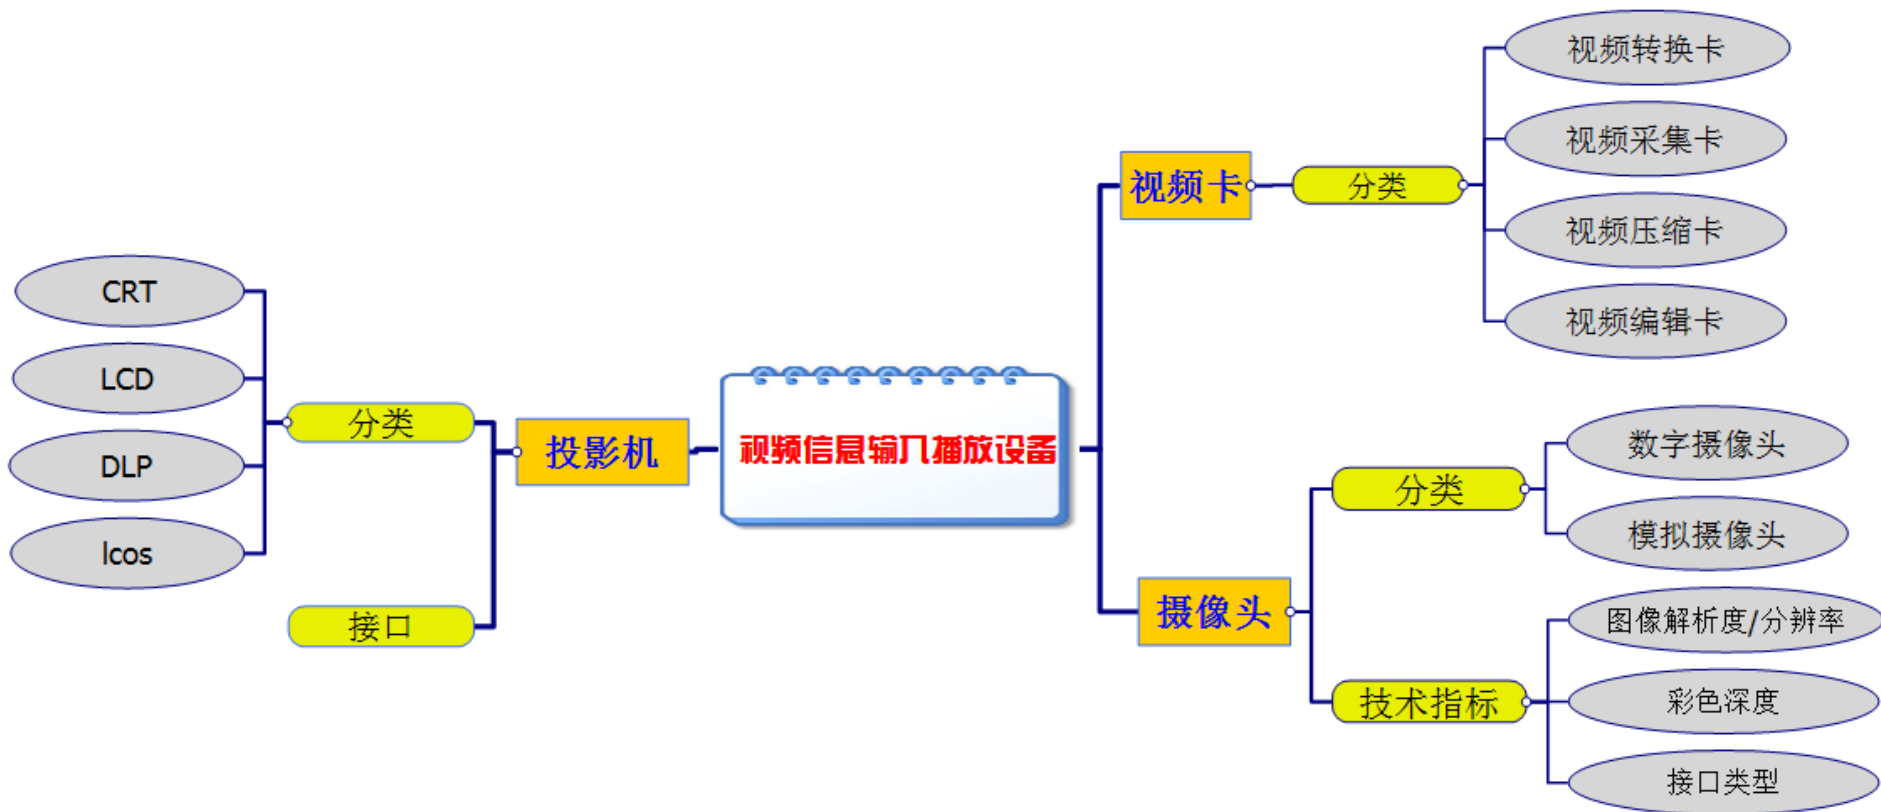 视频信息输入播放设备
视频卡
分类
视频转换卡
视频采集卡
视频压缩卡
视频编辑卡
摄像头
分类
数字摄像头
模拟摄像头
技术指标
图像解析度/分辨率
彩色深度
接口类型
投影机
分类
CRT
LCD
DLP
lcos
接口